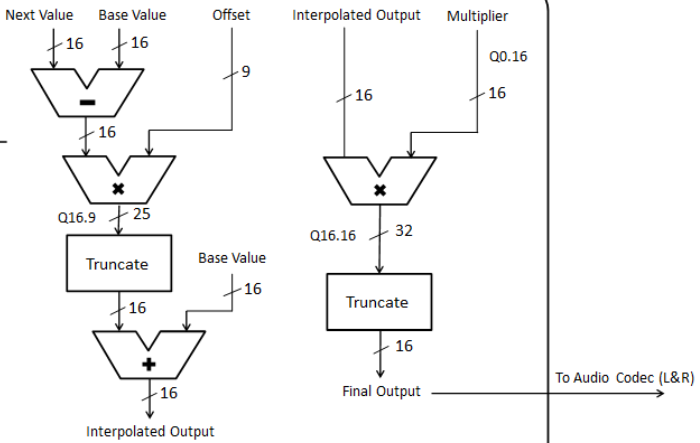 Next Value
Base Value
Offset
Interpolated Output
Multiplier
16
16
9
Q0.16
16
16
16
Q16.9
25
Truncate
Base Value
16
16
Q16.16
32
Truncate
16
16
Interpolated Output
Final Output
To Audio Codec (L&R)